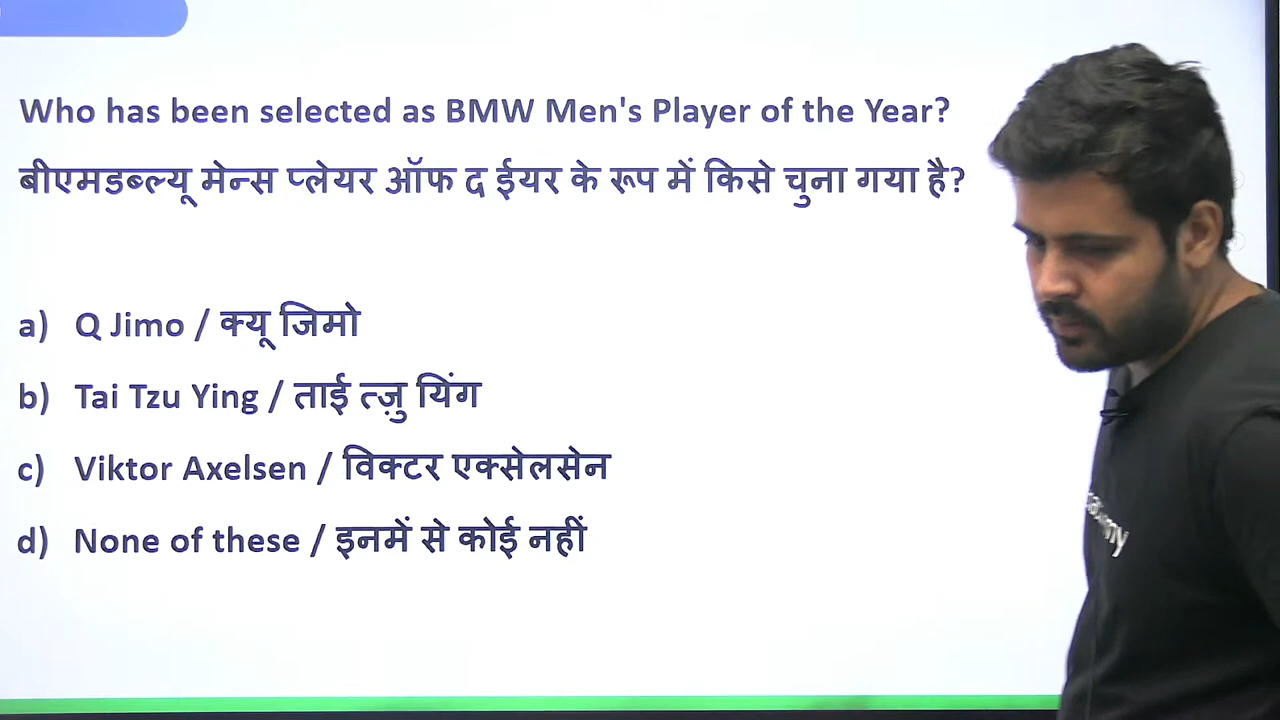 Who has been selected as BMW Men's Player of the Year?
बीएमडब्ल्यू मेन्स प्लेयर ऑफ द ईयर के रूप में किसे चुना गया है?
a) Q Jimo / क्यू जिमो
b) Tai Tzu Ying / ताई त्ज़ु यिंग
c) Viktor Axelsen / विक्टर एक्सेलसेन
d) None of these / इनमें से कोई नहीं